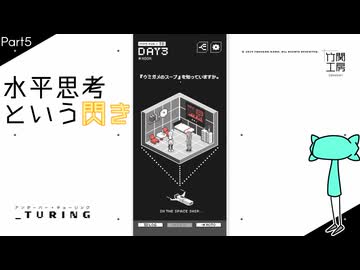 Part5
水平思考
という閃き
DAY3
NOON
『ウミガメのスープ』を知っていますか。
ON THE SPACE SHIP...
アンダーバー・チューリング
_TURING
竹関
工房